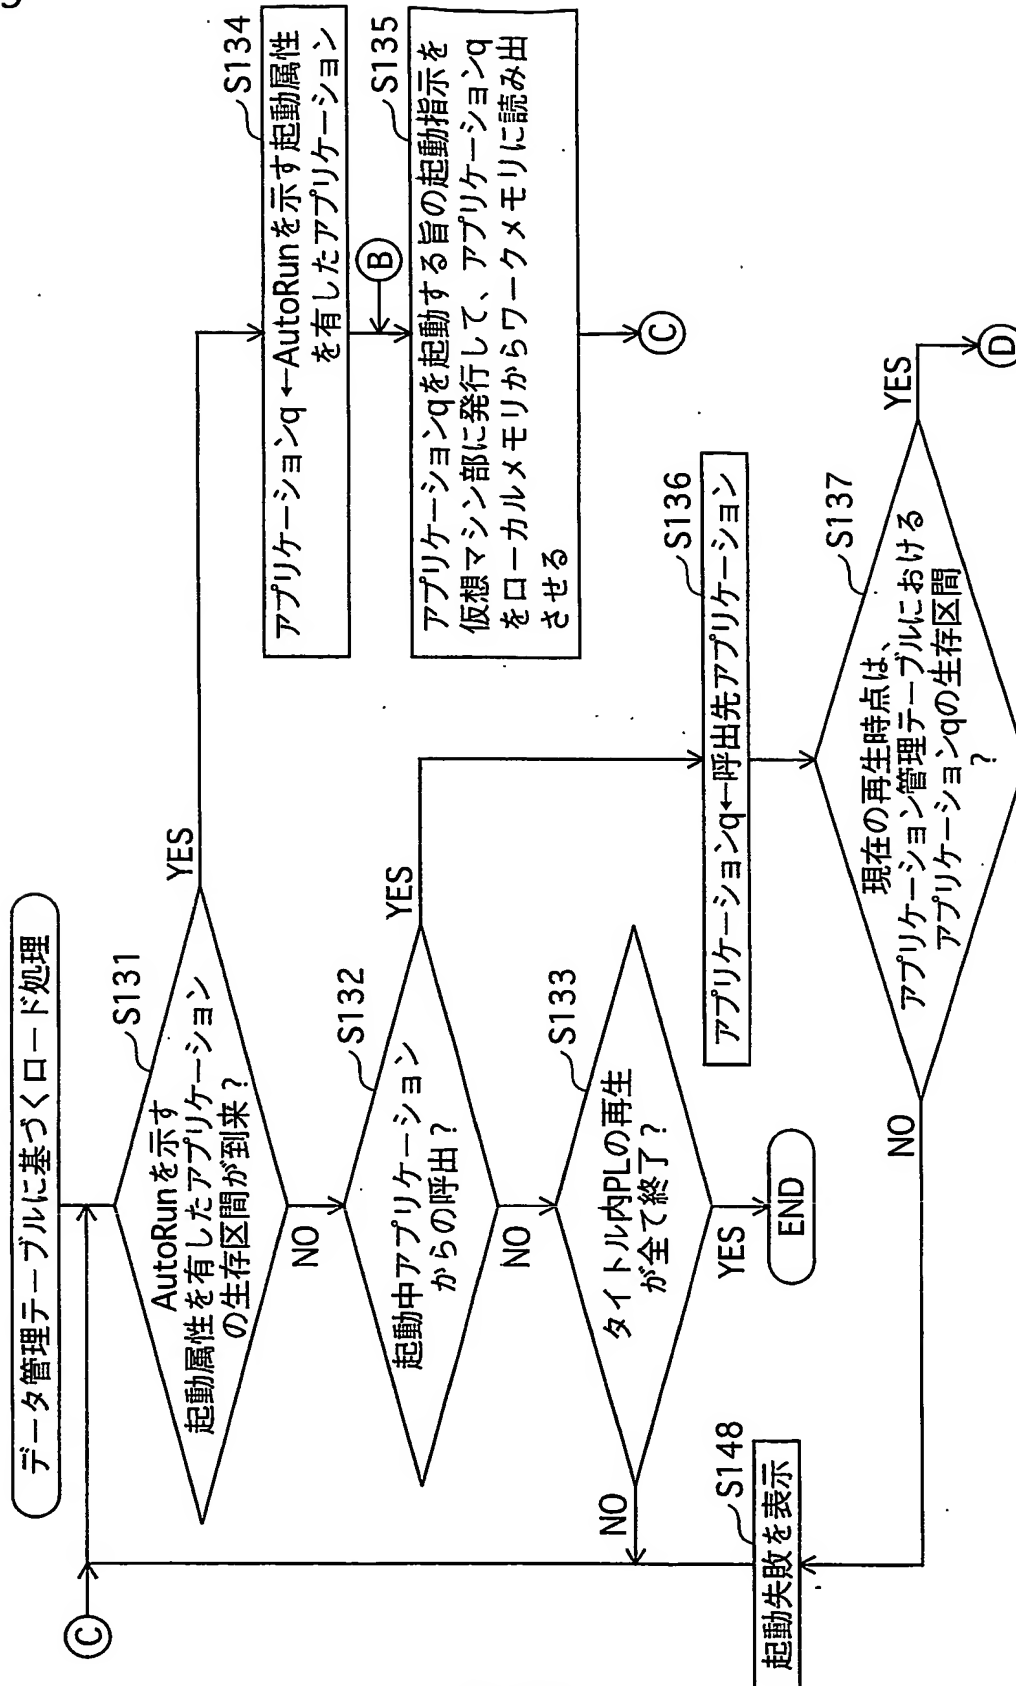 データ管理テーブルに基づくロード処理
S131
AutoRunを示す
起動属性を有したアプリケーション
の生存区間が到来？
YES
NO
S132
起動中アプリケーション
からの呼出？
YES
NO
S133
タイトル内PLの再生
が全て終了？
NO
YES
END
S134
アプリケーションq←AutoRunを示す起動属性
を有したアプリケーション
B
S135
アプリケーションqを起動する旨の起動指示を
仮想マシン部に発行して、アプリケーションq
をローカルメモリからワークメモリに読み出
させる
C
S136
アプリケーションq←呼出先アプリケーション
S137
現在の再生時点は、
アプリケーション管理テーブルにおける
アプリケーションqの生存区間
？
YES
D
NO
S148
起動失敗を表示
C